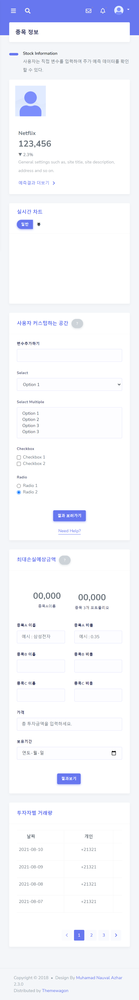 종목 정보
Stock Information
사용자는 직접 변수를 입력하여 주가 예측 데이터를 확인
할 수 있다.
Netflix
123,456
▼ 2.3%
General settings such as, site title, site description,
address and so on.
예측결과 더보기 >
실시간 차트
일반 봉
사용자 커스텀하는 공간 ?
변수추가하기
Select
Option 1
Select Multiple
Option 1
Option 2
Option 3
Option 3
Checkbox
Checkbox 1
Checkbox 2
Radio
Radio 1
Radio 2
결과 보러가기
Need Help?
최대손실예상금액 ?
00,000 00,000
종목A이름 종목 3개 포트폴리오
종목A 이름 종목A 비율
예시 : 삼성전자 예시 : 0.35
종목B 이름 종목B 비율
종목C 이름 종목C 비율
가격
총 투자금액을 입력하세요.
보유기간
연도-월-일
결과보기
투자자별 거래량
날짜 개인
2021-08-10 +21321
2021-08-09 +21321
2021-08-08 +21321
2021-08-07 +21321
< 1 2 3 >
Copyright © 2018 • Design By Muhamad Nauval Azhar
2.3.0
Distributed by Themewagon